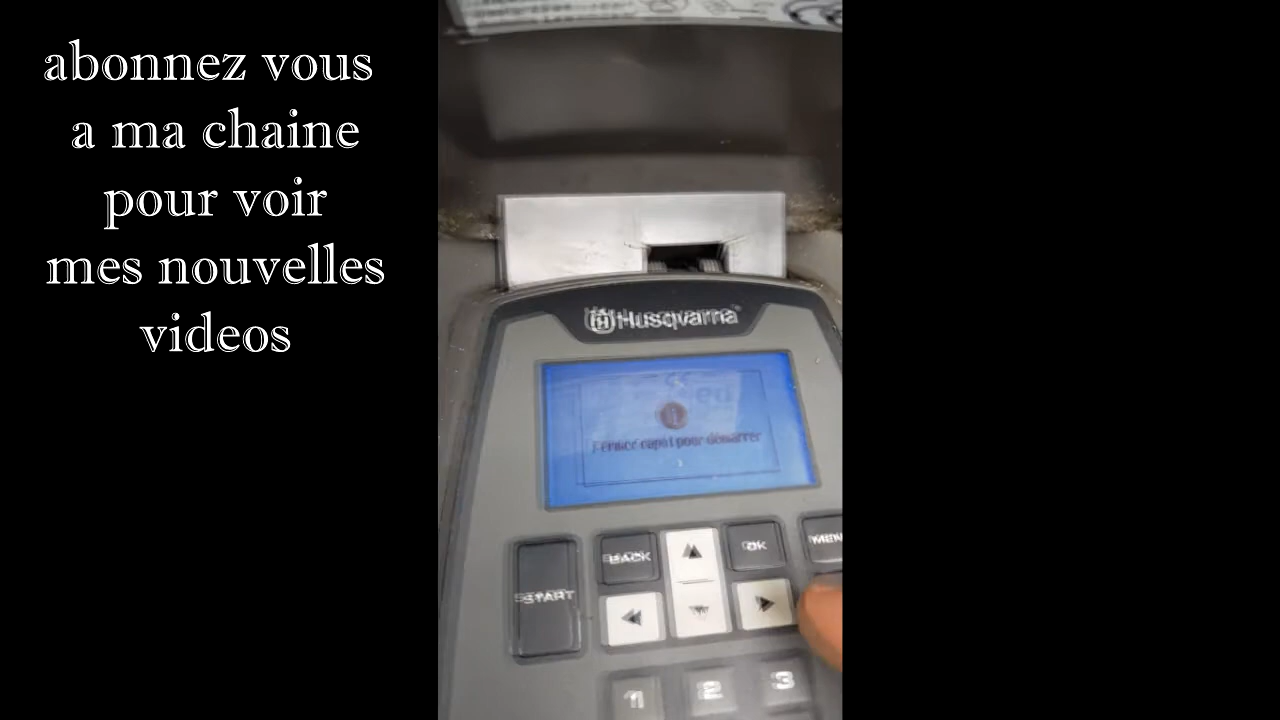 abonnez vous
a ma chaine
pour voir
mes nouvelles
videos
Husqvarna
Fermer capot pour démarrer
BACK
OK
START
1 2 3